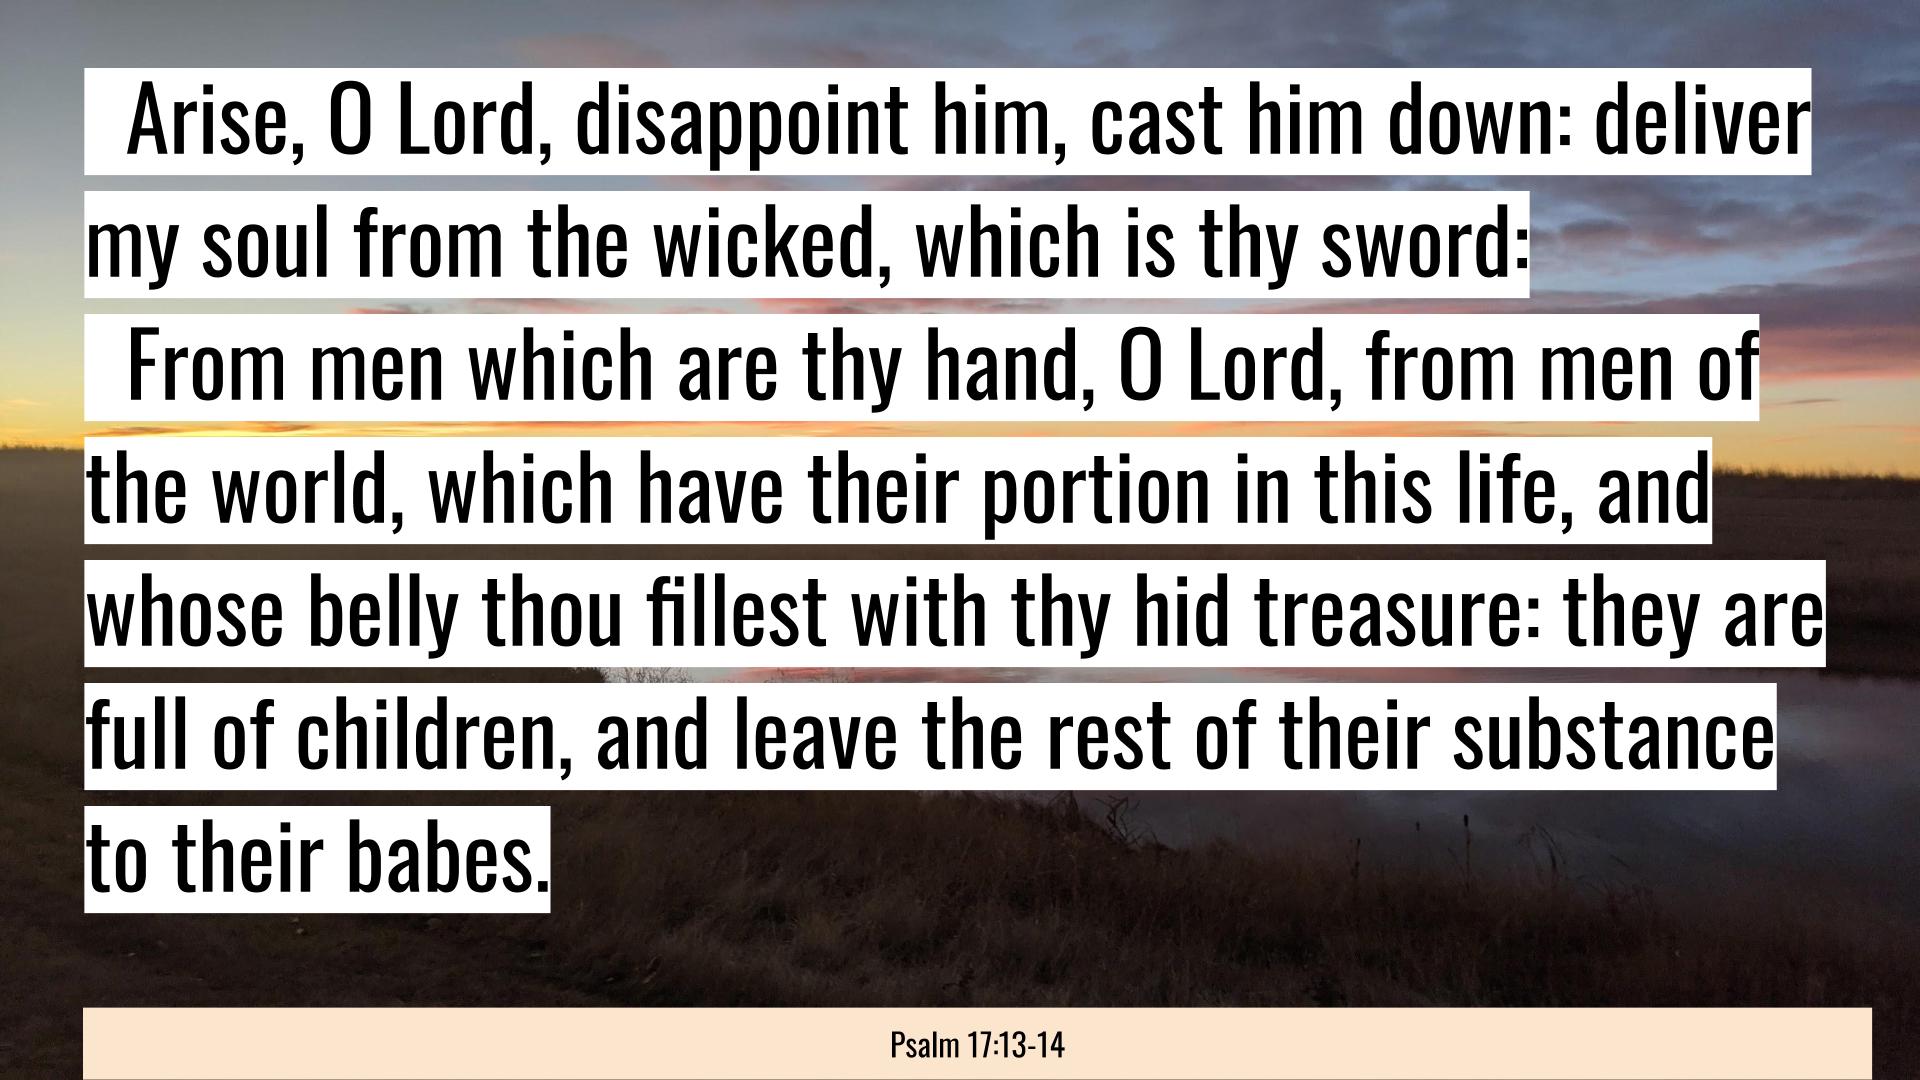 Arise, O Lord, disappoint him, cast him down: deliver
my soul from the wicked, which is thy sword:
From men which are thy hand, O Lord, from men of
the world, which have their portion in this life, and
whose belly thou fillest with thy hid treasure: they are
full of children, and leave the rest of their substance
to their babes.
Psalm 17:13-14